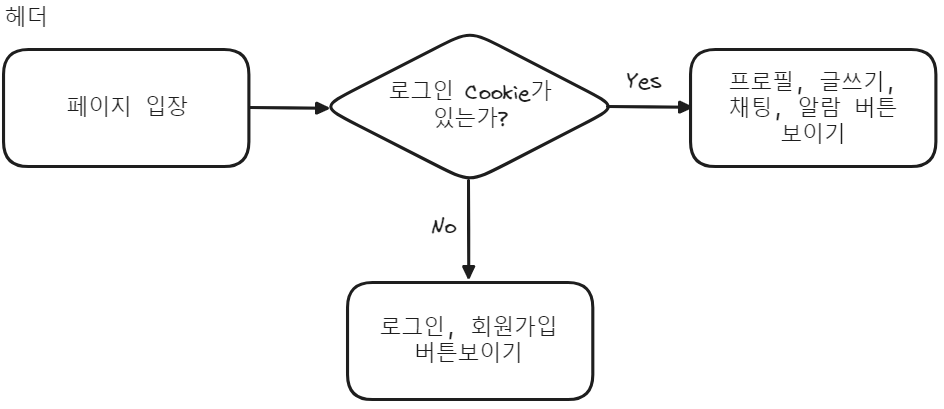 헤더
페이지 입장
로그인 Cookie가
있는가?
Yes
프로필, 글쓰기,
채팅, 알람 버튼
보이기
No
로그인, 회원가입
버튼보이기